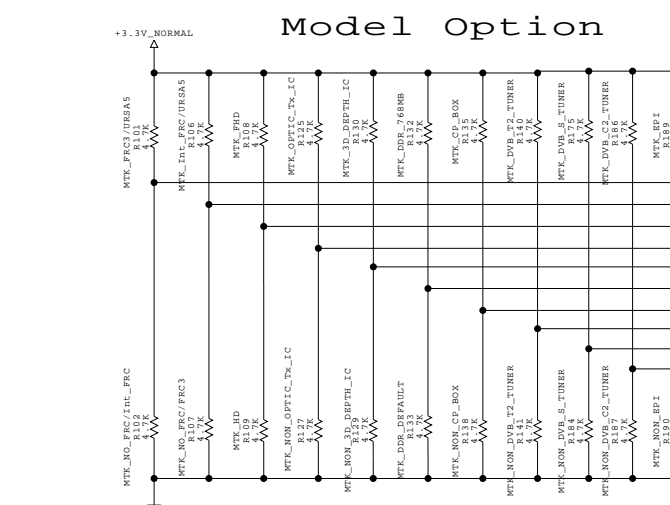 Model Option
+3.3V_NORMAL
MTK_FRC3/URSA5
R101
4.7K
MTK_Int_FRC/URSA5
R106
4.7K
MTK_FHD
R108
4.7K
MTK_OPTIC_Tx_IC
R125
4.7K
MTK_3D_DEPTH_IC
R130
4.7K
MTK_DDR_768MB
R132
4.7K
MTK_CP_BOX
R135
4.7K
MTK_DVB_T2_TUNER
R140
4.7K
MTK_DVB_S_TUNER
R175
4.7K
MTK_DVB_C2_TUNER
R186
4.7K
MTK_EPI
R189
MTK_NO_FRC/Int_FRC
R102
4.7K
MTK_NO_FRC/FRC3
R107
4.7K
MTK_HD
R109
4.7K
MTK_NON_OPTIC_Tx_IC
R127
4.7K
MTK_NON_3D_DEPTH_IC
R129
4.7K
MTK_DDR_DEFAULT
R133
4.7K
MTK_NON_CP_BOX
R138
4.7K
MTK_NON_DVB_T2_TUNER
R141
4.7K
MTK_NON_DVB_S_TUNER
R184
4.7K
MTK_NON_DVB_C2_TUNER
R187
4.7K
MTK_NON_EPI
R190